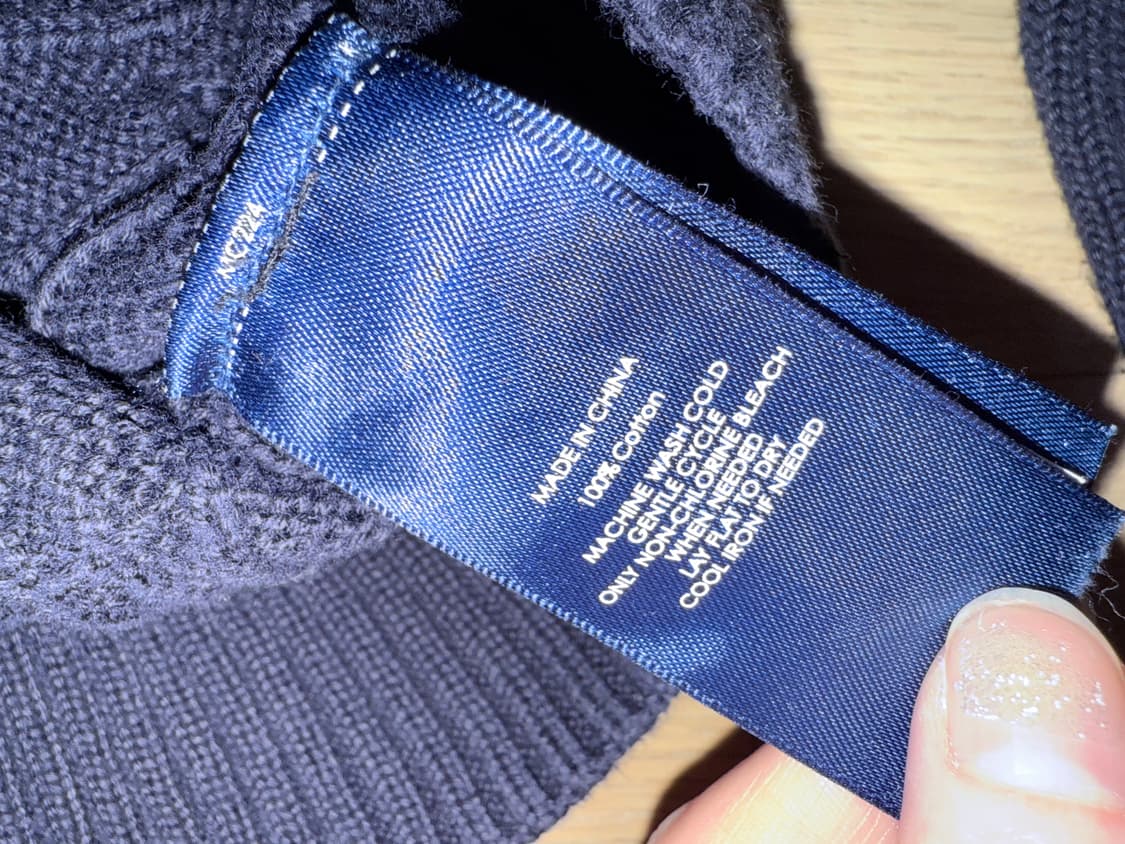 MADE IN CHINA
100% Cotton
MACHINE WASH COLD
GENTLE CYCLE
ONLY NON-CHLORINE BLEACH
WHEN NEEDED
LAY FLAT TO DRY
COOL IRON IF NEEDED